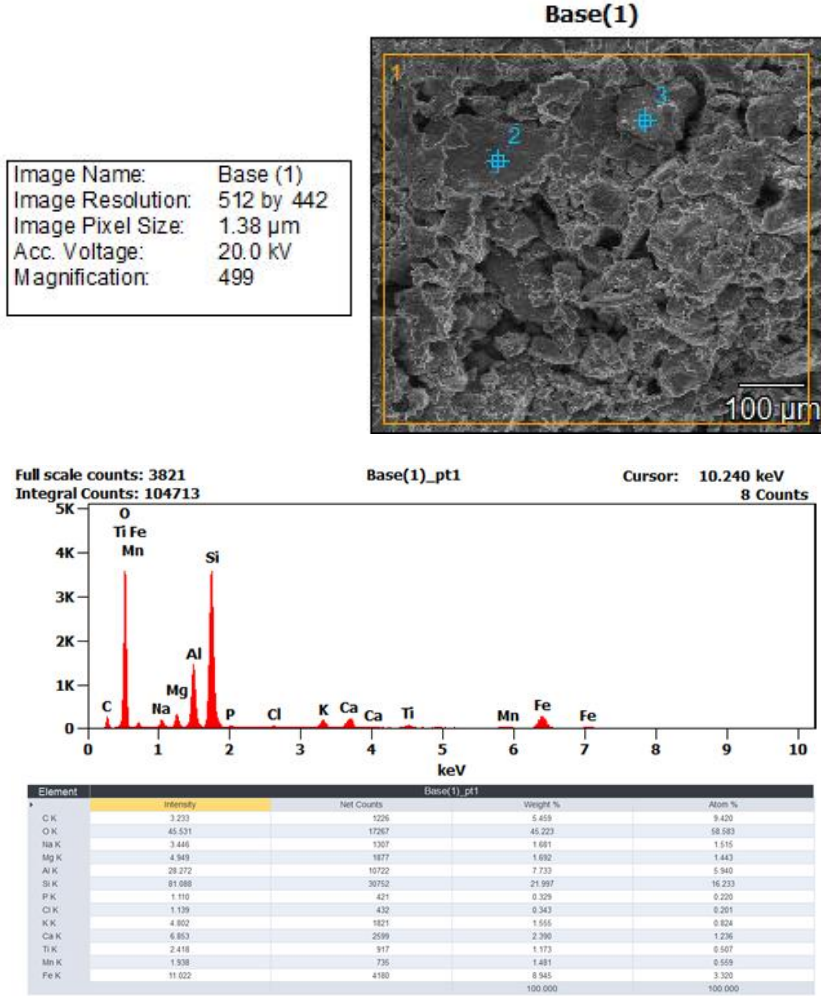 Base(1)
1
2
3
100 µm
Image Name: Base (1)
Image Resolution: 512 by 442
Image Pixel Size: 1.38 µm
Acc. Voltage: 20.0 kV
Magnification: 499
Full scale counts: 3821 Base(1)_pt1 Cursor: 10.240 keV
Integral Counts: 104713 8 Counts
5K
4K
3K
2K
1K
0
O
Ti Fe
Mn
Si
C
Na
Mg
Al
P
Cl
K
Ca
Ca
Ti
Mn
Fe
Fe
0 1 2 3 4 5 6 7 8 9 10
keV
Element Base(1)_pt1
Intensity Net Counts Weight % Atom %
C K 3.233 1226 5.459 9.420
O K 45.531 17267 45.223 58.583
Na K 3.446 1307 1.681 1.515
Mg K 4.949 1877 1.692 1.443
Al K 28.272 10722 7.733 5.940
Si K 81.088 30752 21.997 16.233
P K 1.110 421 0.329 0.220
Cl K 1.139 432 0.343 0.201
K K 4.802 1821 1.555 0.824
Ca K 6.853 2599 2.390 1.236
Ti K 2.418 917 1.173 0.507
Mn K 1.938 735 1.481 0.559
Fe K 11.022 4180 8.945 3.320
100.000 100.000